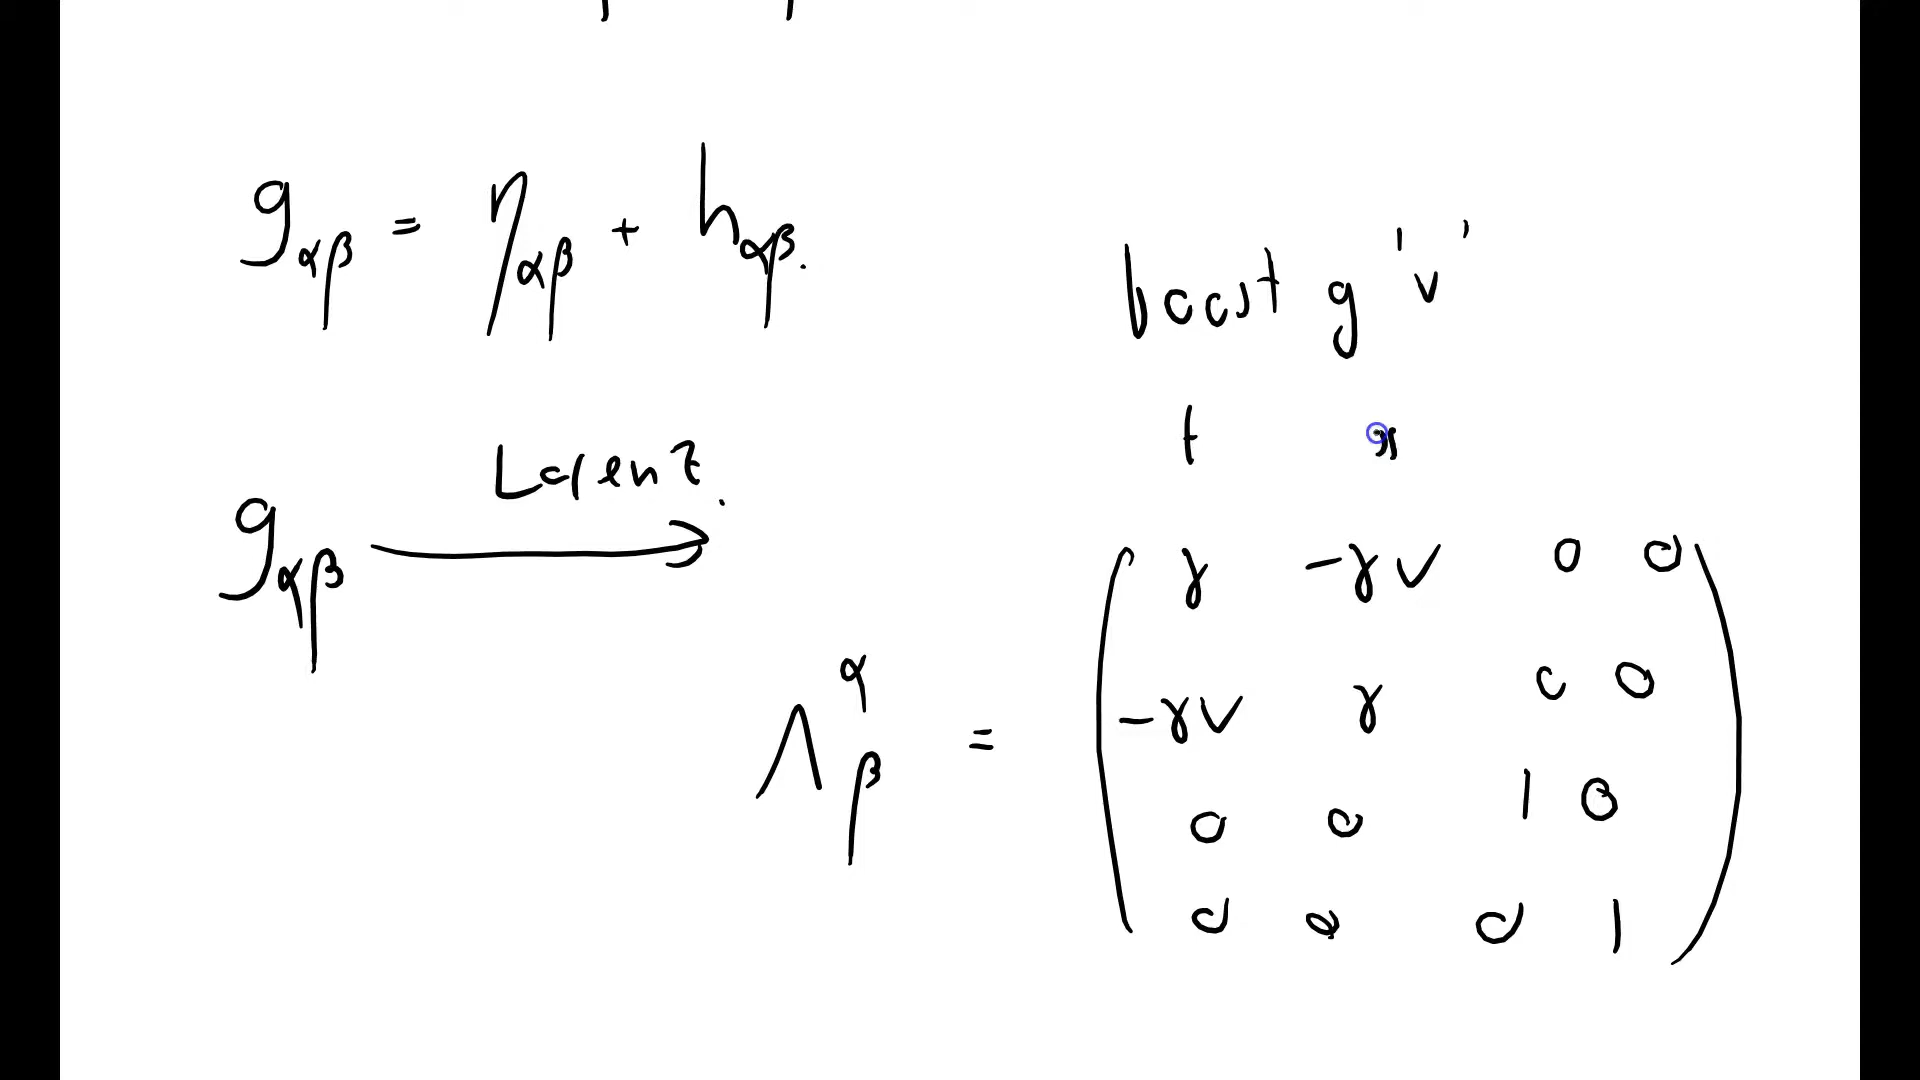 g_αβ = η_αβ + h_αβ.
boost g 'v'
t x
g_αβ ⟶ Lorentz.
Λ^α_β =
γ -γv 0 0
-γv γ 0 0
0 0 1 0
0 0 0 1